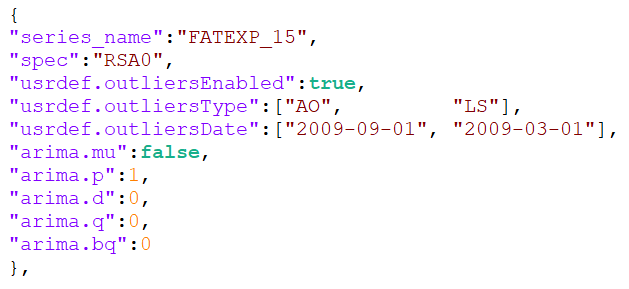 {
"series_name":"FATEXP_15",
"spec":"RSA0",
"usrdef.outliersEnabled":true,
"usrdef.outliersType":["AO",         "LS"],
"usrdef.outliersDate":["2009-09-01", "2009-03-01"],
"arima.mu":false,
"arima.p":1,
"arima.d":0,
"arima.q":0,
"arima.bq":0
},